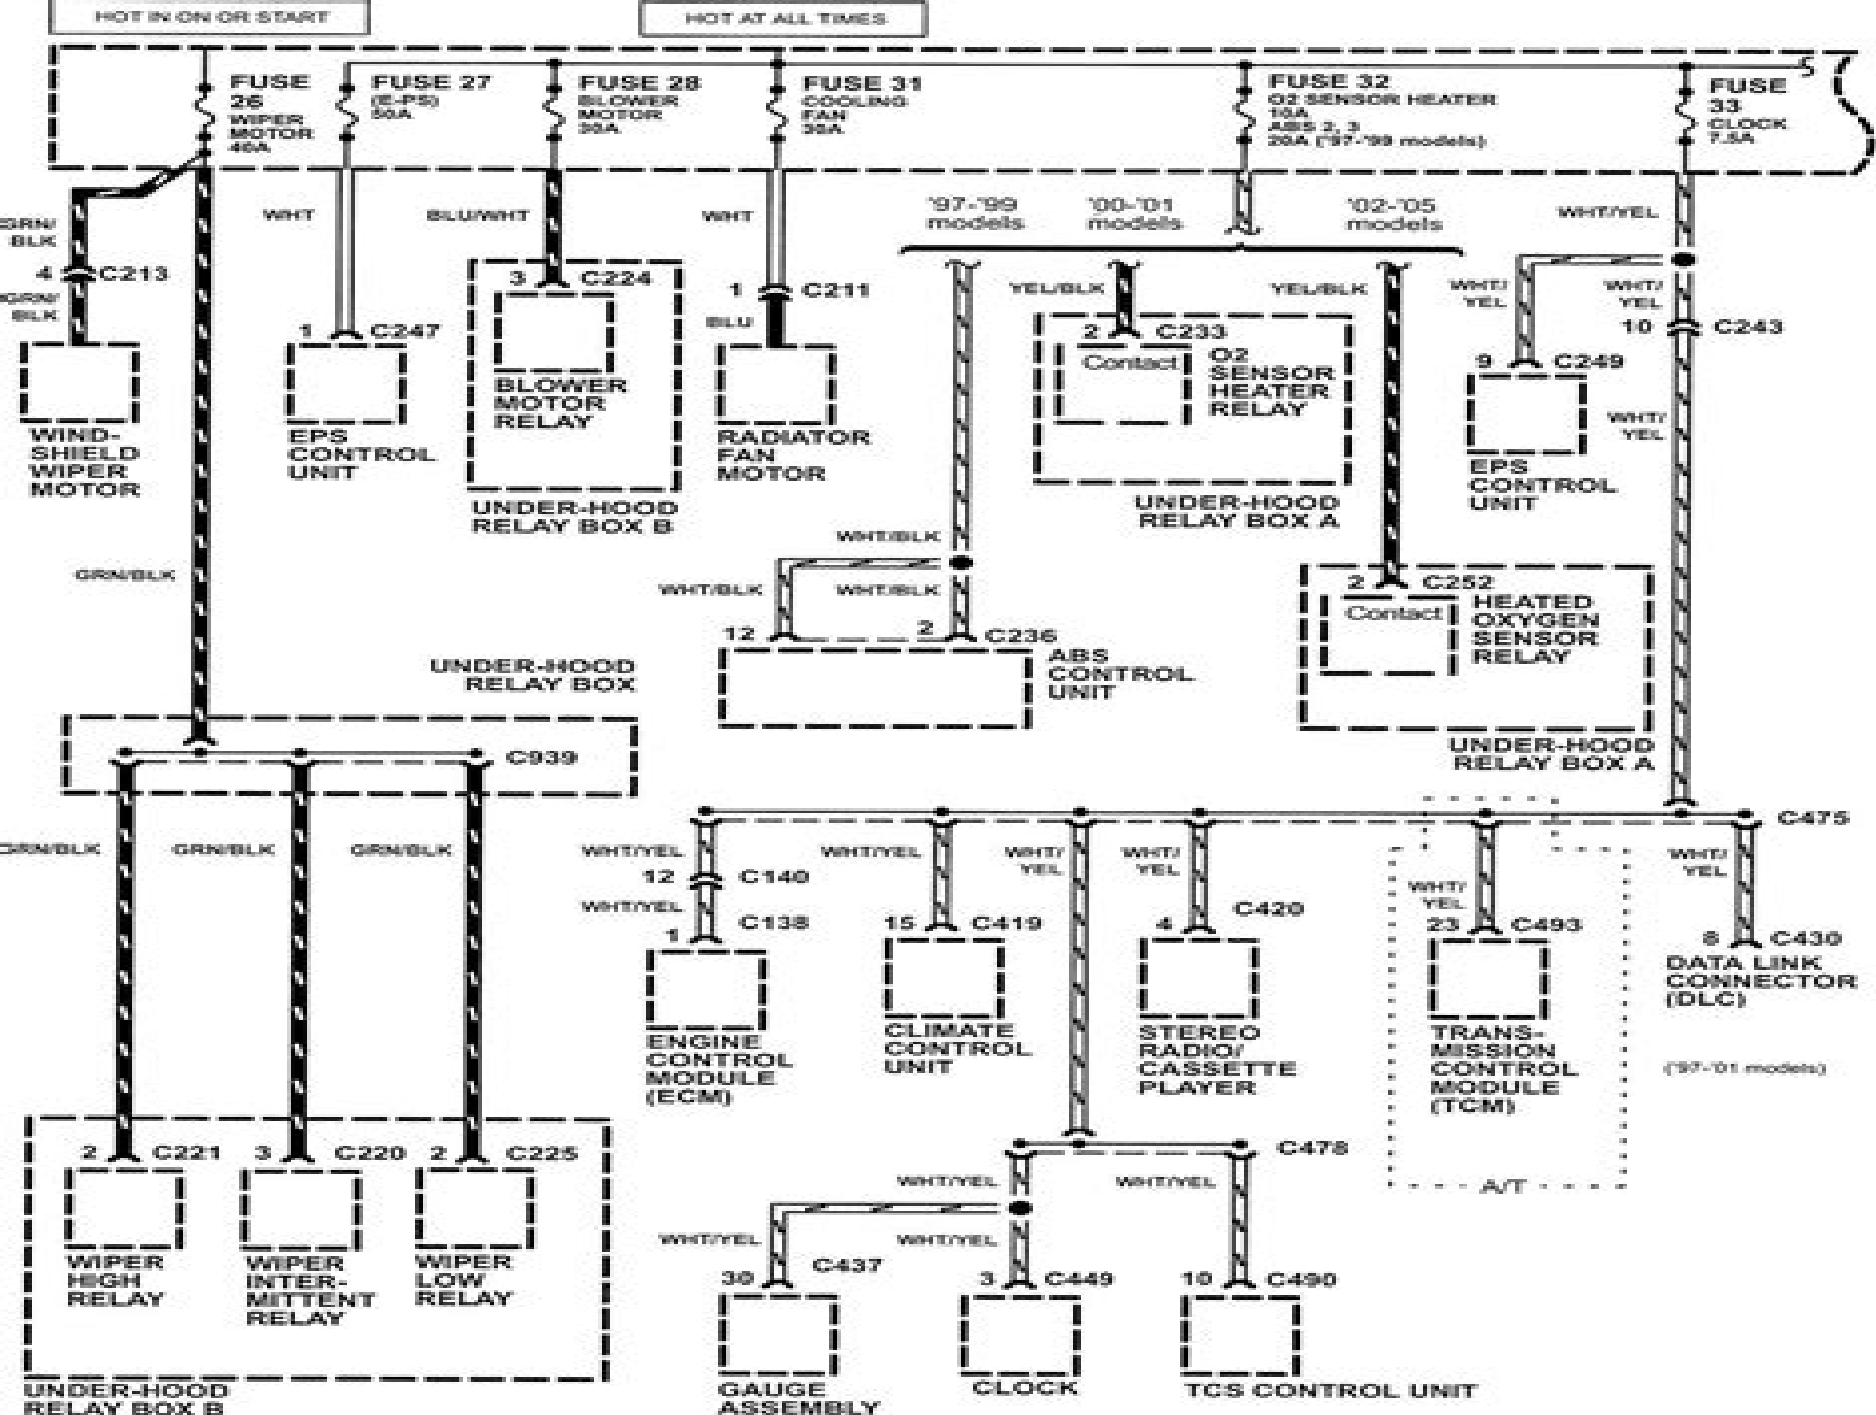 HOT IN ON OR START
HOT AT ALL TIMES
FUSE
26
WIPER
MOTOR
40A
FUSE 27
(E-PS)
50A
FUSE 28
BLOWER
MOTOR
30A
FUSE 31
COOLING
FAN
30A
FUSE 32
O2 SENSOR HEATER
10A
ABS 2, 3
20A ('97-'99 models)
FUSE
33
CLOCK
7.5A
GRN/
BLK
4 C213
GRN/
BLK
WIND-
SHIELD
WIPER
MOTOR
WHT
1 C247
EPS
CONTROL
UNIT
BLU/WHT
3 C224
BLOWER
MOTOR
RELAY
UNDER-HOOD
RELAY BOX B
WHT
1 C211
BLU
RADIATOR
FAN
MOTOR
'97-'99
models
'00-'01
models
'02-'05
models
YEL/BLK
2 C233
Contact
O2
SENSOR
HEATER
RELAY
UNDER-HOOD
RELAY BOX A
YEL/BLK
2 C252
Contact
HEATED
OXYGEN
SENSOR
RELAY
UNDER-HOOD
RELAY BOX A
WHT/YEL
WHT/
YEL
WHT/
YEL
10 C243
9 C249
EPS
CONTROL
UNIT
WHT/
YEL
WHT/BLK
WHT/BLK
WHT/BLK
12
2 C236
ABS
CONTROL
UNIT
GRN/BLK
UNDER-HOOD
RELAY BOX
C939
GRN/BLK
GRN/BLK
GRN/BLK
2 C221
3 C220
2 C225
WIPER
HIGH
RELAY
WIPER
INTER-
MITTENT
RELAY
WIPER
LOW
RELAY
UNDER-HOOD
RELAY BOX B
C475
WHT/YEL
12 C140
WHT/YEL
C138
1
ENGINE
CONTROL
MODULE
(ECM)
WHT/YEL
15 C419
CLIMATE
CONTROL
UNIT
WHT/
YEL
WHT/
YEL
C420
4
STEREO
RADIO/
CASSETTE
PLAYER
WHT/
YEL
23 C493
TRANS-
MISSION
CONTROL
MODULE
(TCM)
A/T
WHT/
YEL
8 C430
DATA LINK
CONNECTOR
(DLC)
('97-'01 models)
C478
WHT/YEL
WHT/YEL
WHT/YEL
WHT/YEL
C437
30
3 C449
10 C490
GAUGE
ASSEMBLY
CLOCK
TCS CONTROL UNIT